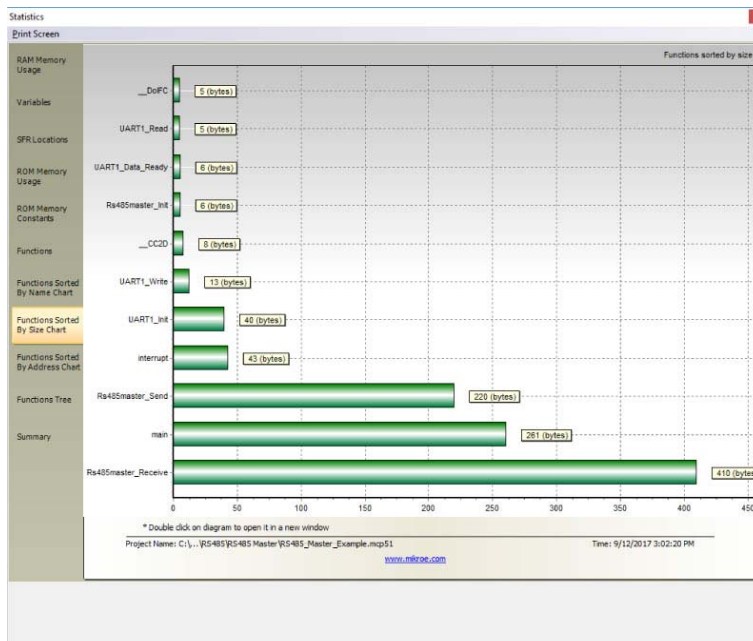 Statistics
Print Screen
RAM Memory
Usage
Variables
SFR Locations
ROM Memory
Usage
ROM Memory
Constants
Functions
Functions Sorted
By Name Chart
Functions Sorted
By Size Chart
Functions Sorted
By Address Chart
Functions Tree
Summary
Functions sorted by size
__DoIFC 5 (bytes)
UART1_Read 5 (bytes)
UART1_Data_Ready 6 (bytes)
Rs485master_Init 6 (bytes)
__CC2D 8 (bytes)
UART1_Write 13 (bytes)
UART1_Init 40 (bytes)
interrupt 43 (bytes)
Rs485master_Send 220 (bytes)
main 261 (bytes)
Rs485master_Receive 410 (bytes
0 50 100 150 200 250 300 350 400 450
* Double click on diagram to open it in a new window
Project Name: C:\...\RS485\RS485 Master\RS485_Master_Example.mcp51 Time: 9/12/2017 3:02:20 PM
www.mikroe.com